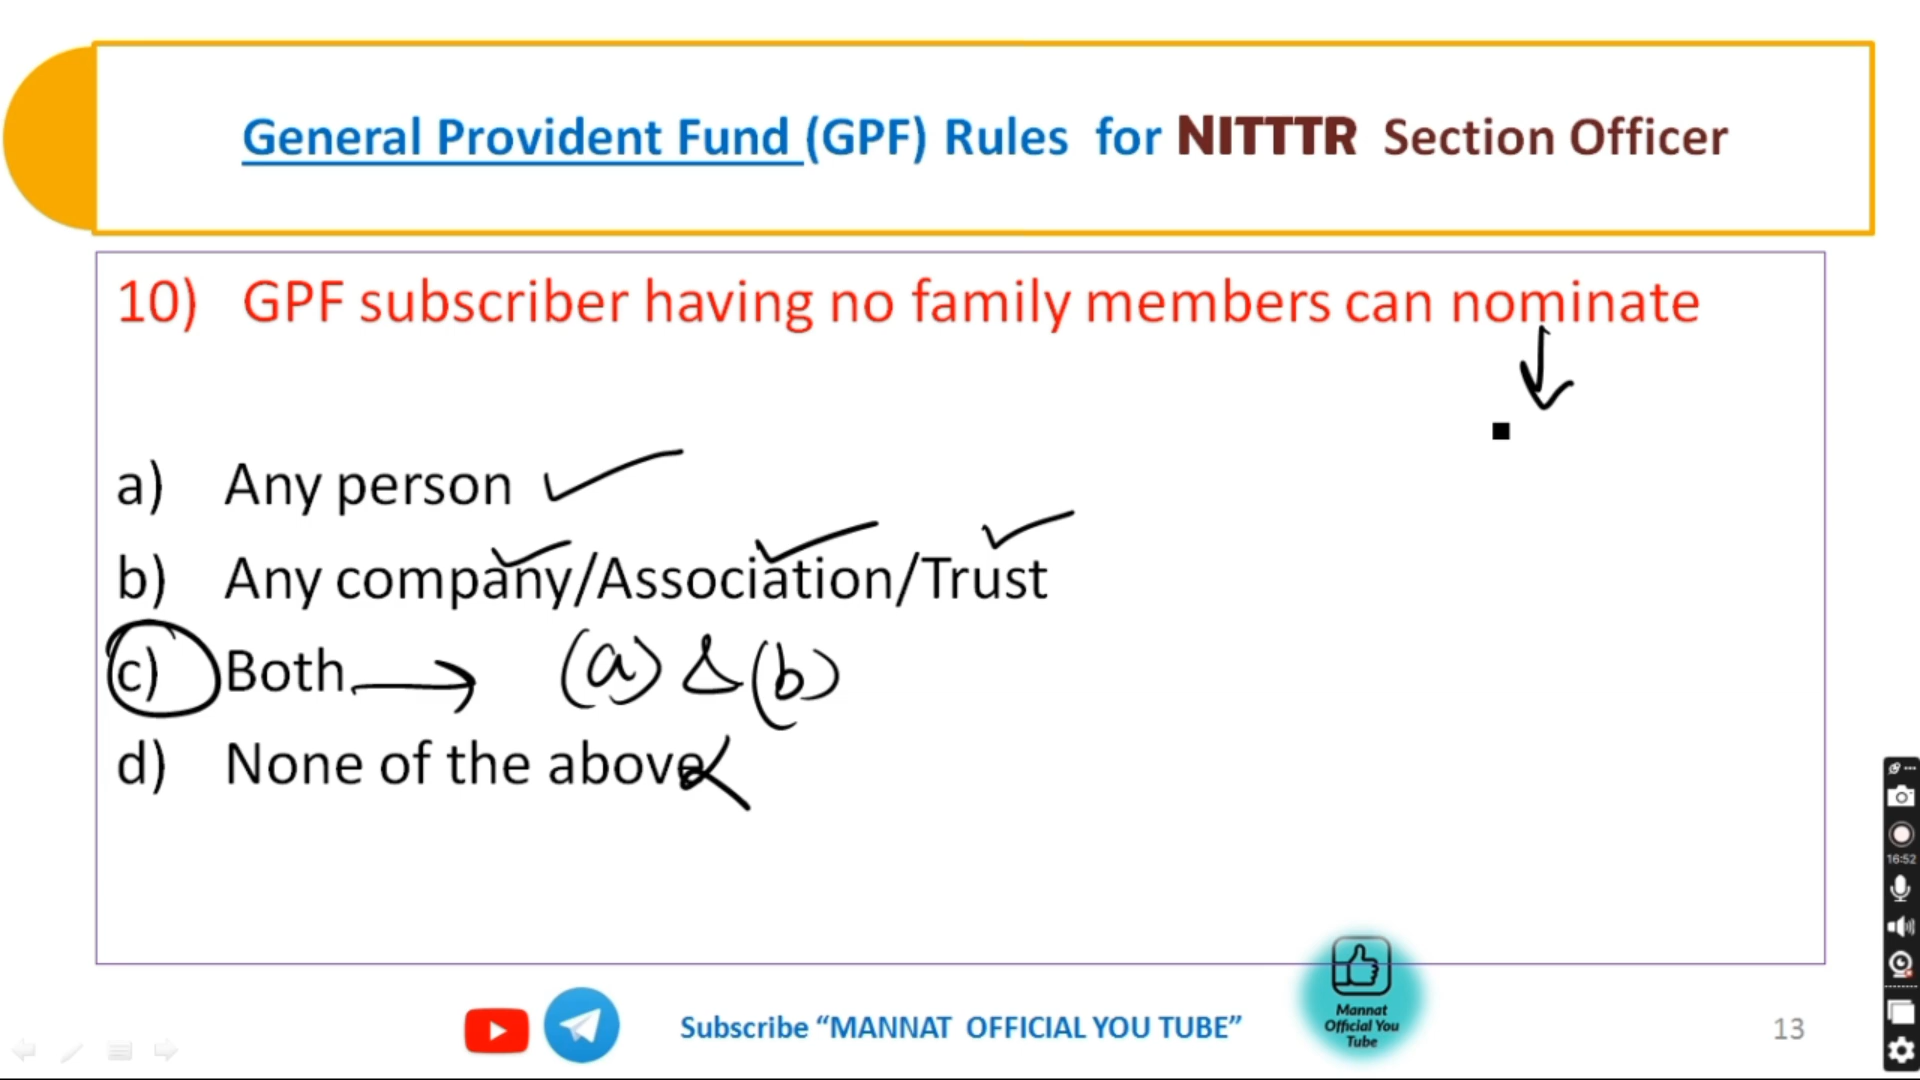 General Provident Fund (GPF) Rules for NITTTR Section Officer
10) GPF subscriber having no family members can nominate
a) Any person
b) Any company/Association/Trust
c) Both → (a) & (b)
d) None of the above
16:52
Subscribe “MANNAT OFFICIAL YOU TUBE”
Mannat
Official You
Tube
13